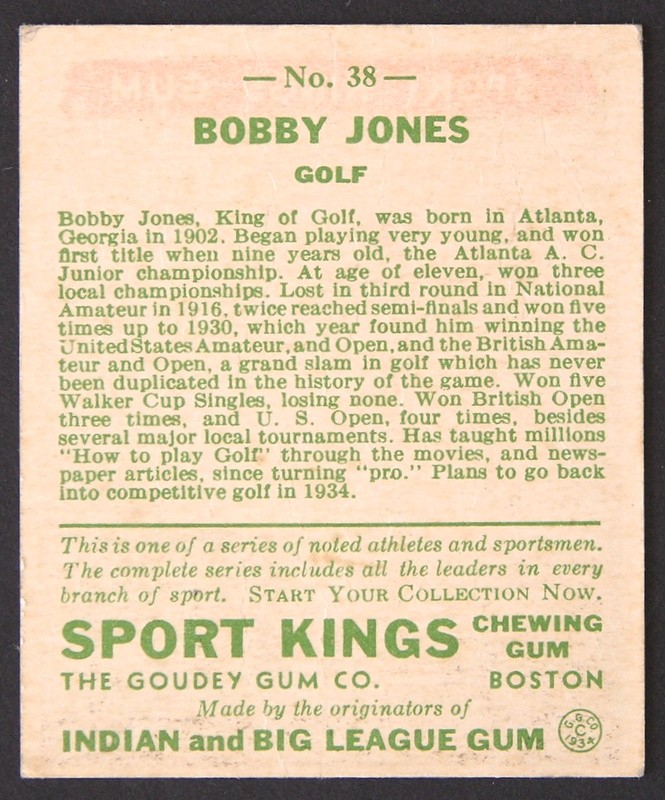 — No. 38 —
BOBBY JONES
GOLF
Bobby Jones, King of Golf, was born in Atlanta,
Georgia in 1902. Began playing very young, and won
first title when nine years old, the Atlanta A. C.
Junior championship. At age of eleven, won three
local championships. Lost in third round in National
Amateur in 1916, twice reached semi-finals and won five
times up to 1930, which year found him winning the
United States Amateur, and Open, and the British Ama-
teur and Open, a grand slam in golf which has never
been duplicated in the history of the game. Won five
Walker Cup Singles, losing none. Won British Open
three times, and U. S. Open, four times, besides
several major local tournaments. Has taught millions
"How to play Golf" through the movies, and news-
paper articles, since turning "pro." Plans to go back
into competitive golf in 1934.
This is one of a series of noted athletes and sportsmen.
The complete series includes all the leaders in every
branch of sport. START YOUR COLLECTION NOW.
SPORT KINGS CHEWING GUM
THE GOUDEY GUM CO. BOSTON
Made by the originators of
INDIAN and BIG LEAGUE GUM
G.G.CO.
C
1934